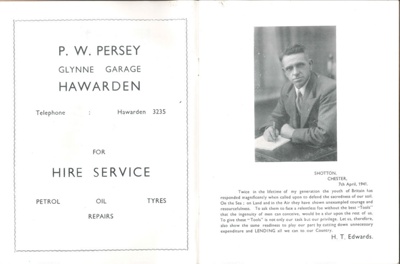 P. W. PERSEY
GLYNNE GARAGE
HAWARDEN
Telephone : Hawarden 3235
FOR
HIRE SERVICE
PETROL OIL TYRES
REPAIRS
SHOTTON,
CHESTER,
7th April, 1941.
Twice in the lifetime of my generation the youth of Britain has
responded magnificently when called upon to defend the sacredness of our soil.
On the Sea; on Land and in the Air they have shown unsurpassed courage and
resourcefulness. To ask them to face a relentless foe without the best "Tools"
that the ingenuity of man can conceive, would be a slur upon the rest of us.
To give these "Tools" is not only our task but our privilege. Let us, therefore,
also show the same readiness to play our part by cutting down unnecessary
expenditure and LENDING all we can to our Country.
H. T. Edwards.